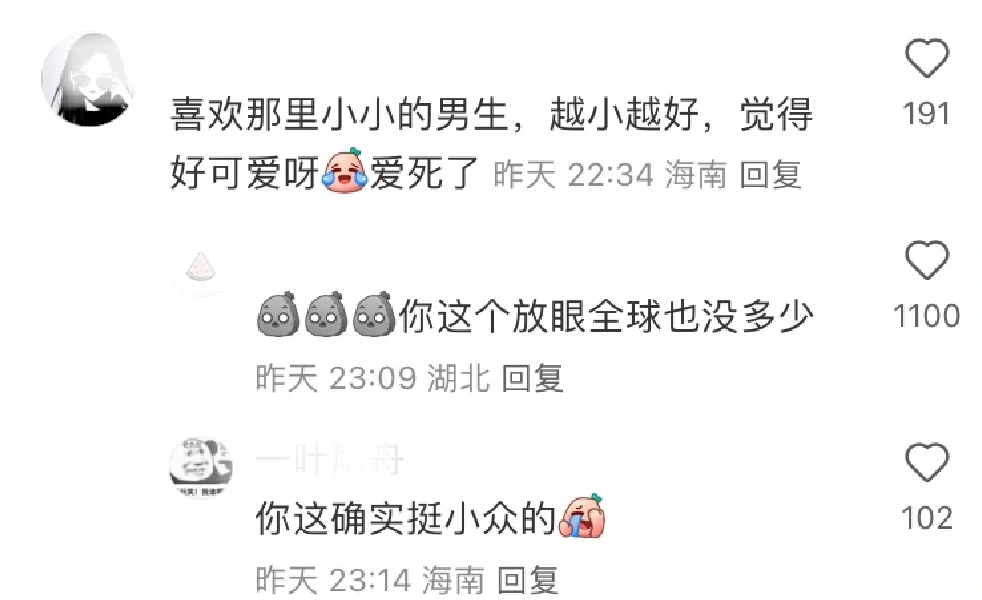 喜欢那里小小的男生，越小越好，觉得
好可爱呀爱死了 昨天 22:34 海南 回复
191
你这个放眼全球也没多少
1100
昨天 23:09 湖北 回复
一叶
舟
你这确实挺小众的
102
昨天 23:14 海南 回复